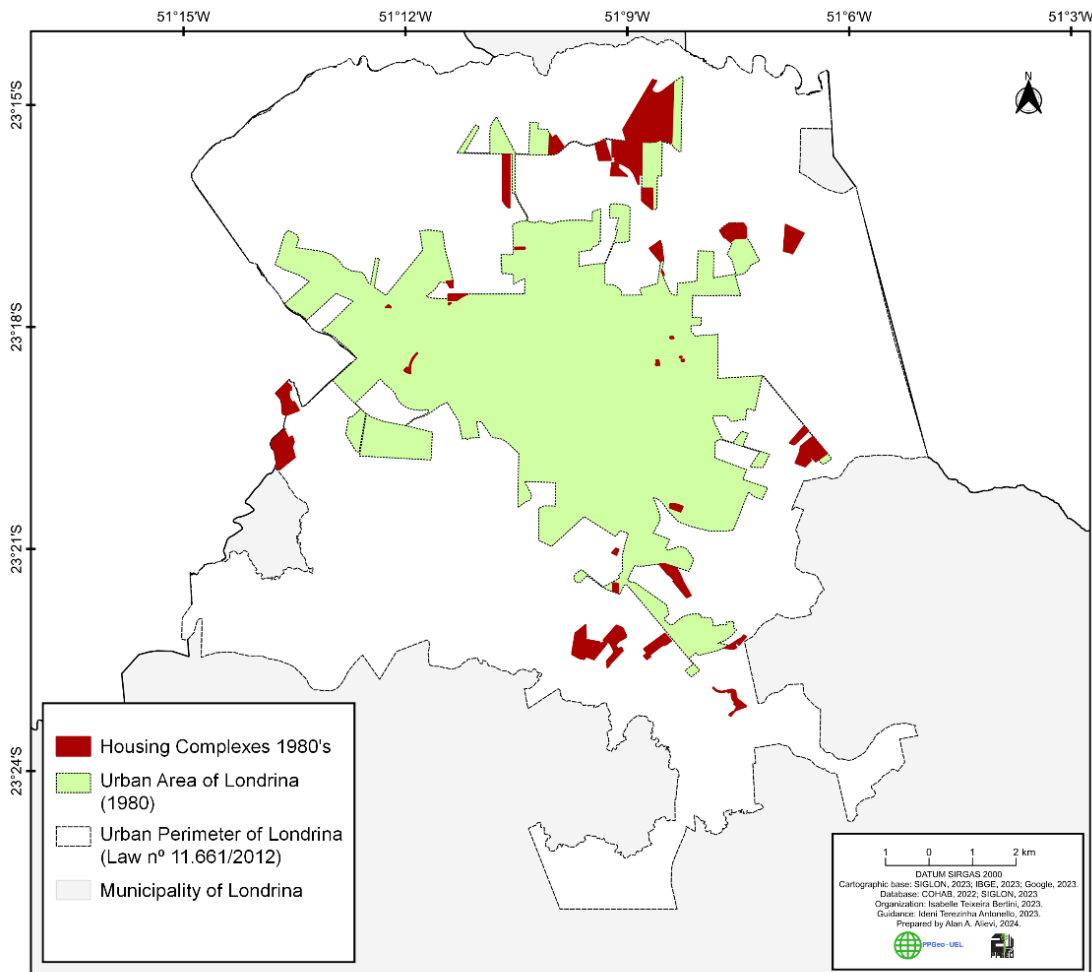 51°15'W 51°12'W 51°9'W 51°6'W 51°3'W
23°15'S
N
23°18'S
23°21'S
23°24'S
Housing Complexes 1980's
Urban Area of Londrina
(1980)
Urban Perimeter of Londrina
(Law nº 11.661/2012)
Municipality of Londrina
1 0 1 2 km
DATUM SIRGAS 2000
Cartographic base: SIGLON, 2023; IBGE, 2023; Google, 2023.
Database: COHAB, 2022; SIGLON, 2023
Organization: Isabelle Teixeira Bertini, 2023.
Guidance: Ideni Terezinha Antonello, 2023.
Prepared by Alan A. Alievi, 2024.
PPGeo-UEL
PPGEO